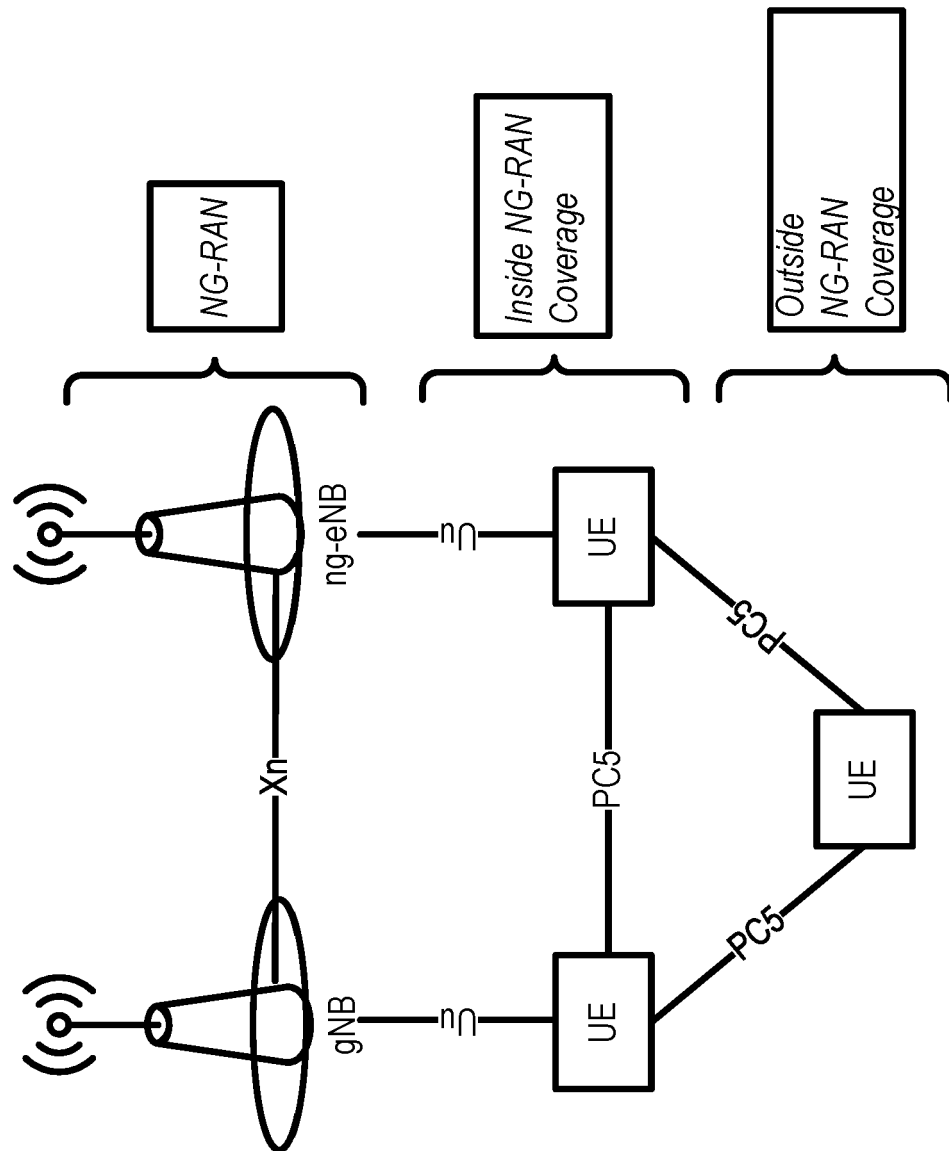 NG-RAN
Xn
gNB
ng-eNB
Uu
Uu
Inside NG-RAN
Coverage
UE
PC5
UE
PC5
PC5
UE
Outside
NG-RAN
Coverage